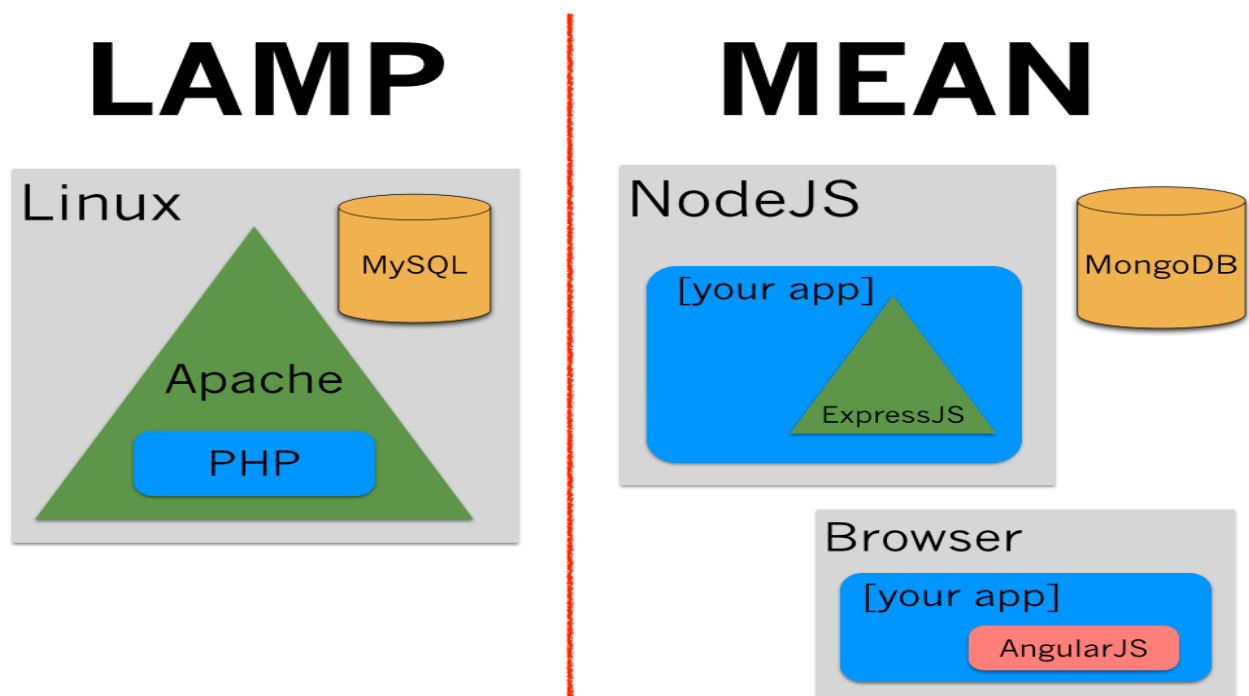 LAMP
Linux
MySQL
Apache
PHP
MEAN
NodeJS
[your app]
ExpressJS
MongoDB
Browser
[your app]
AngularJS